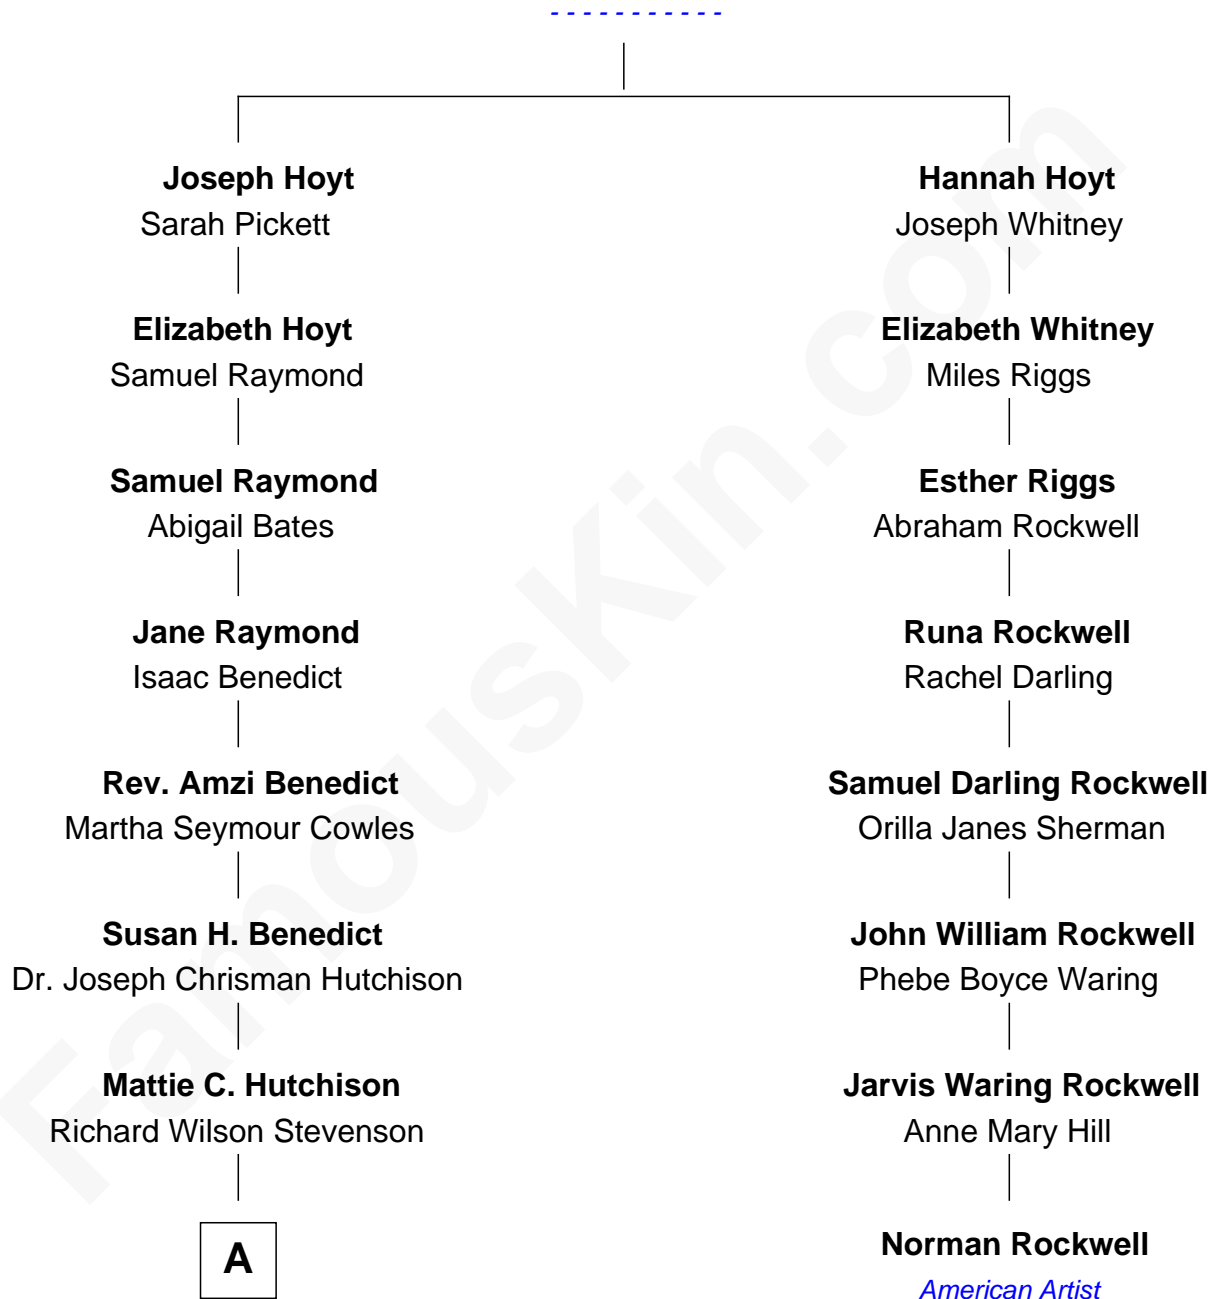 - - - - - - - - - - -
Joseph Hoyt
Sarah Pickett
Hannah Hoyt
Joseph Whitney
Elizabeth Hoyt
Samuel Raymond
Elizabeth Whitney
Miles Riggs
Samuel Raymond
Abigail Bates
Esther Riggs
Abraham Rockwell
Jane Raymond
Isaac Benedict
Runa Rockwell
Rachel Darling
Rev. Amzi Benedict
Martha Seymour Cowles
Samuel Darling Rockwell
Orilla Janes Sherman
Susan H. Benedict
Dr. Joseph Chrisman Hutchison
John William Rockwell
Phebe Boyce Waring
Mattie C. Hutchison
Richard Wilson Stevenson
Jarvis Waring Rockwell
Anne Mary Hill
A
Norman Rockwell
American Artist
FamousKin.com